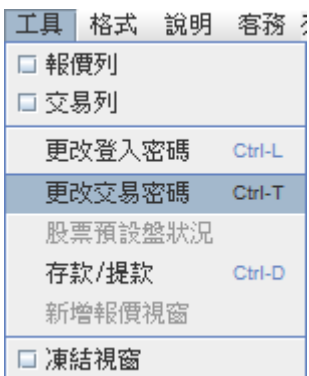 工具 格式 說明 客務
報價列
交易列
更改登入密碼 Ctrl-L
更改交易密碼 Ctrl-T
股票預設盤狀況
存款/提款 Ctrl-D
新增報價視窗
凍結視窗